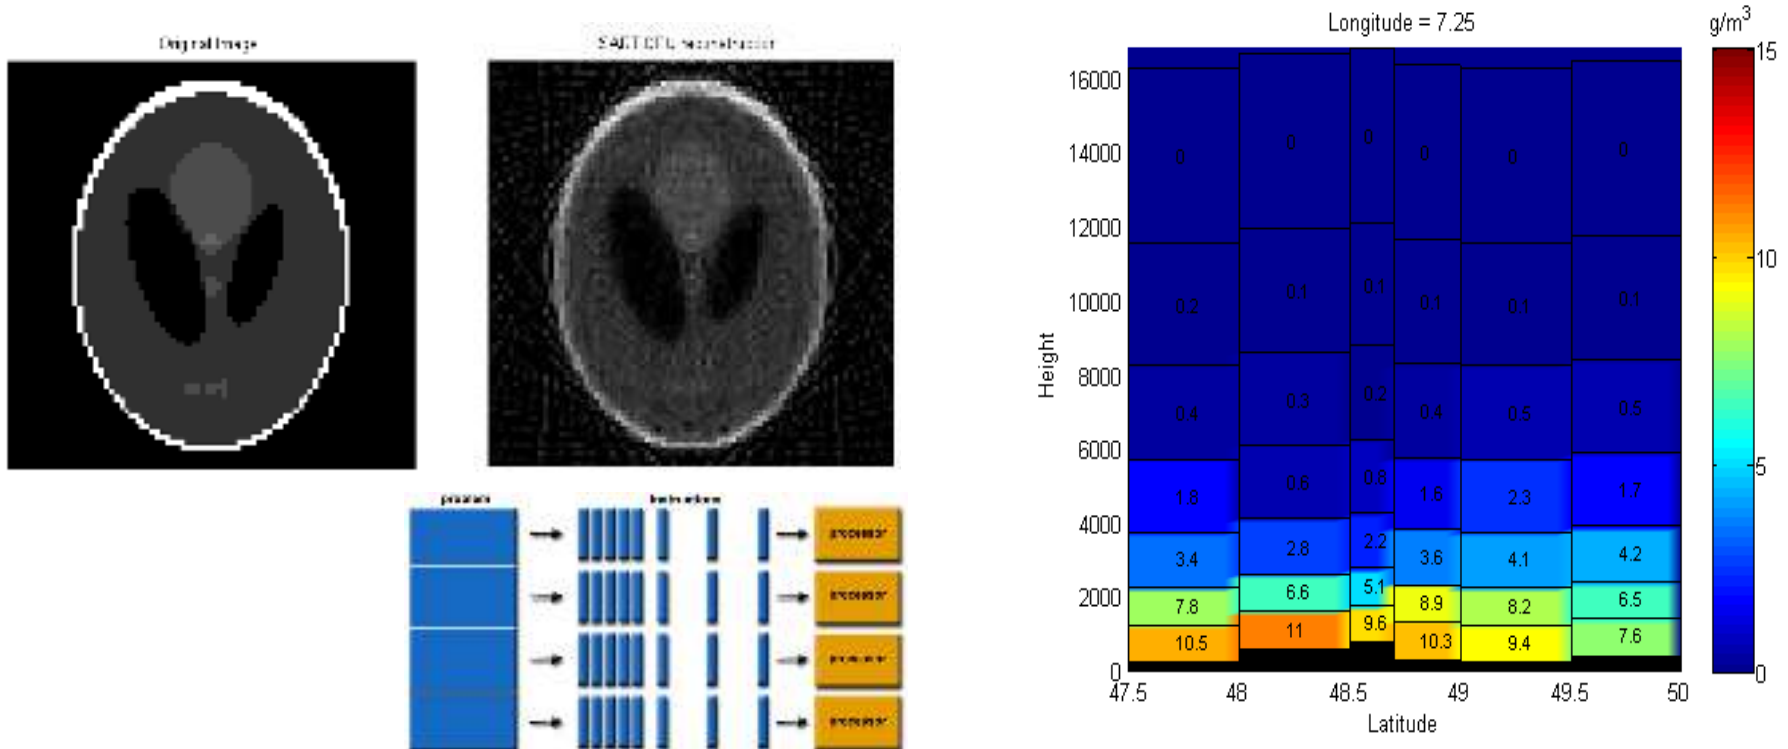 Original Image
reconstruction
problem
instructions
processor
processor
processor
processor
Longitude = 7.25
g/m³
16000
14000
12000
10000
8000
6000
4000
2000
0
Height
0 0 0 0 0 0
0.2 0.1 0.1 0.1 0.1 0.1
0.4 0.3 0.2 0.4 0.5 0.5
1.8 0.6 0.8 1.6 2.3 1.7
3.4 2.8 2.2 3.6 4.1 4.2
7.8 6.6 5.1 8.9 8.2 6.5
10.5 11 9.6 10.3 9.4 7.6
47.5 48 48.5 49 49.5 50
Latitude
15
10
5
0